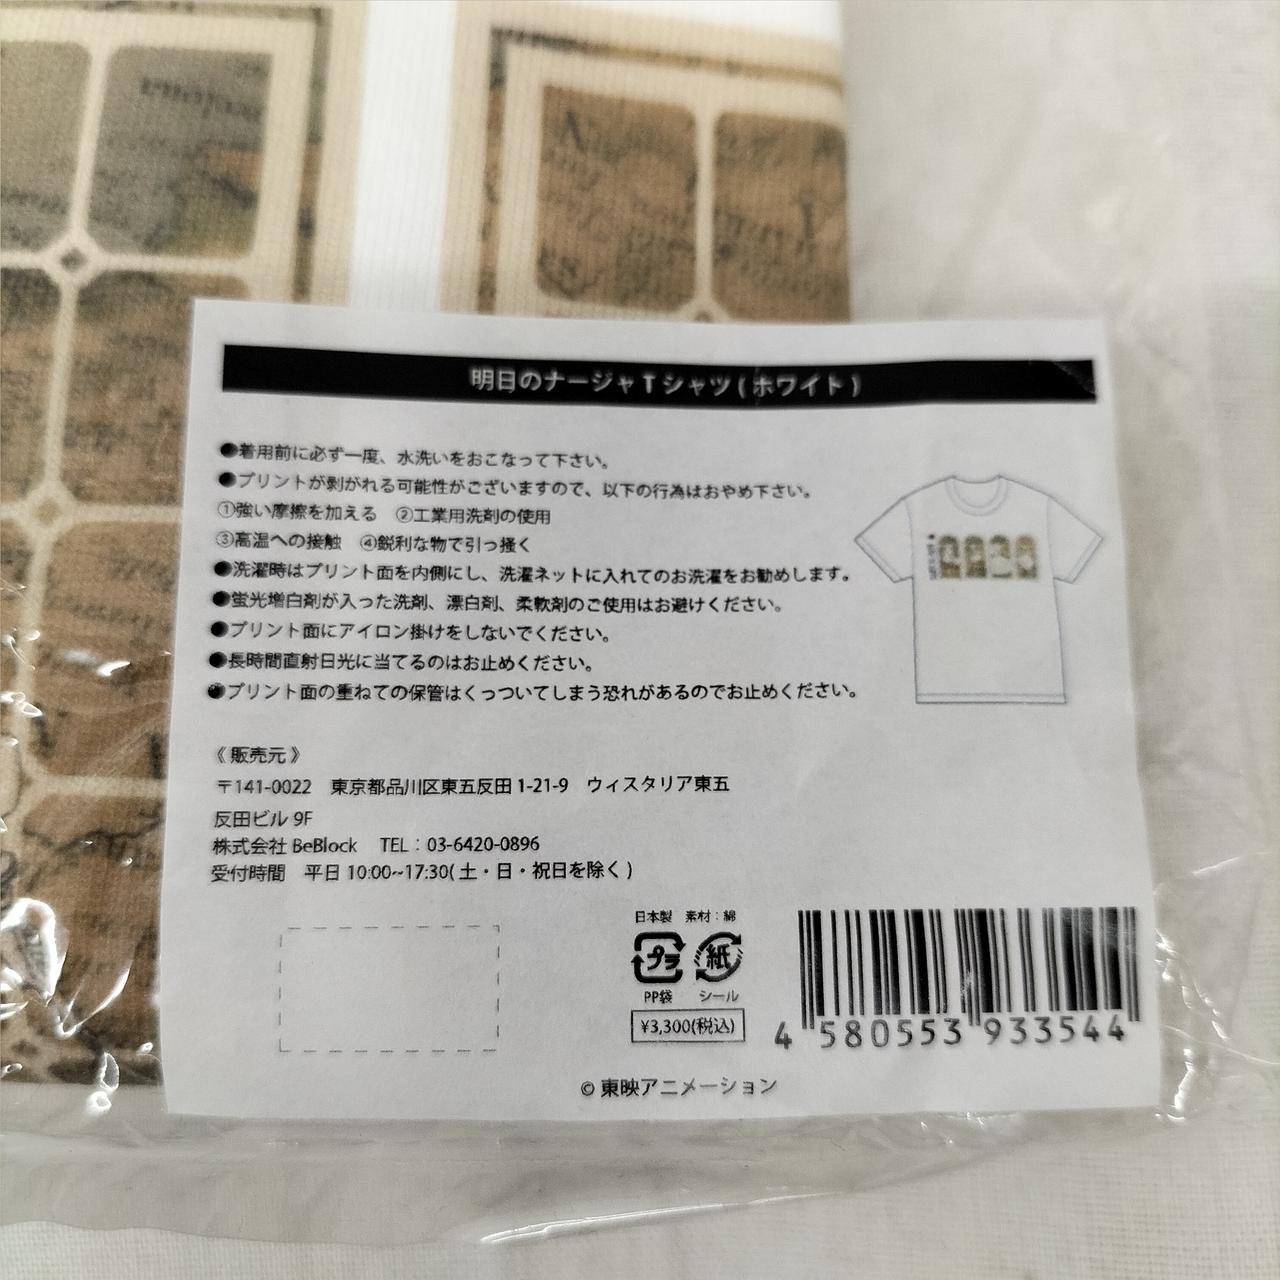 明日のナージャTシャツ(ホワイト)
●着用前に必ず一度、水洗いをおこなって下さい。
●プリントが剝がれる可能性がございますので、以下の行為はおやめ下さい。
①強い摩擦を加える ②工業用洗剤の使用
③高温への接触 ④鋭利な物で引っ掻く
●洗濯時はプリント面を内側にし、洗濯ネットに入れてのお洗濯をお勧めします。
●蛍光増白剤が入った洗剤、漂白剤、柔軟剤のご使用はお避けください。
●プリント面にアイロン掛けをしないでください。
●長時間直射日光に当てるのはお止めください。
●プリント面の重ねての保管はくっついてしまう恐れがあるのでお止めください。
《販売元》
〒141-0022 東京都品川区東五反田1-21-9 ウィスタリア東五
反田ビル 9F
株式会社 BeBlock TEL：03-6420-0896
受付時間 平日 10:00~17:30(土・日・祝日を除く)
日本製 素材：綿
プラ 紙
PP袋 シール
¥3,300(税込)
4 580553 933544
© 東映アニメーション